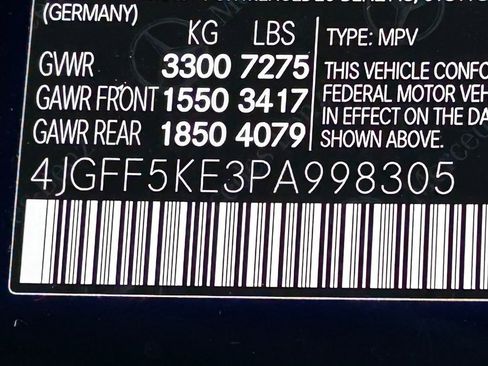 (GERMANY)
KG LBS
GVWR 3300 7275
GAWR FRONT 1550 3417
GAWR REAR 1850 4079
TYPE: MPV
THIS VEHICLE CONFO
FEDERAL MOTOR VEH
IN EFFECT ON THE DA
SHOWN ABOVE.
4JGFF5KE3PA998305